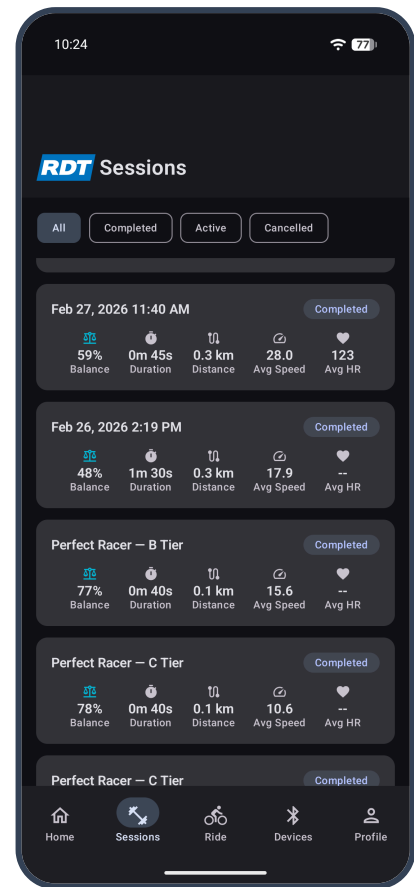 10:24
77
RDT Sessions
All Completed Active Cancelled
Feb 27, 2026 11:40 AM Completed
59% 0m 45s 0.3 km 28.0 123
Balance Duration Distance Avg Speed Avg HR
Feb 26, 2026 2:19 PM Completed
48% 1m 30s 0.3 km 17.9 --
Balance Duration Distance Avg Speed Avg HR
Perfect Racer — B Tier Completed
77% 0m 40s 0.1 km 15.6 --
Balance Duration Distance Avg Speed Avg HR
Perfect Racer — C Tier Completed
78% 0m 40s 0.1 km 10.6 --
Balance Duration Distance Avg Speed Avg HR
Perfect Racer — C Tier Completed
Home Sessions Ride Devices Profile